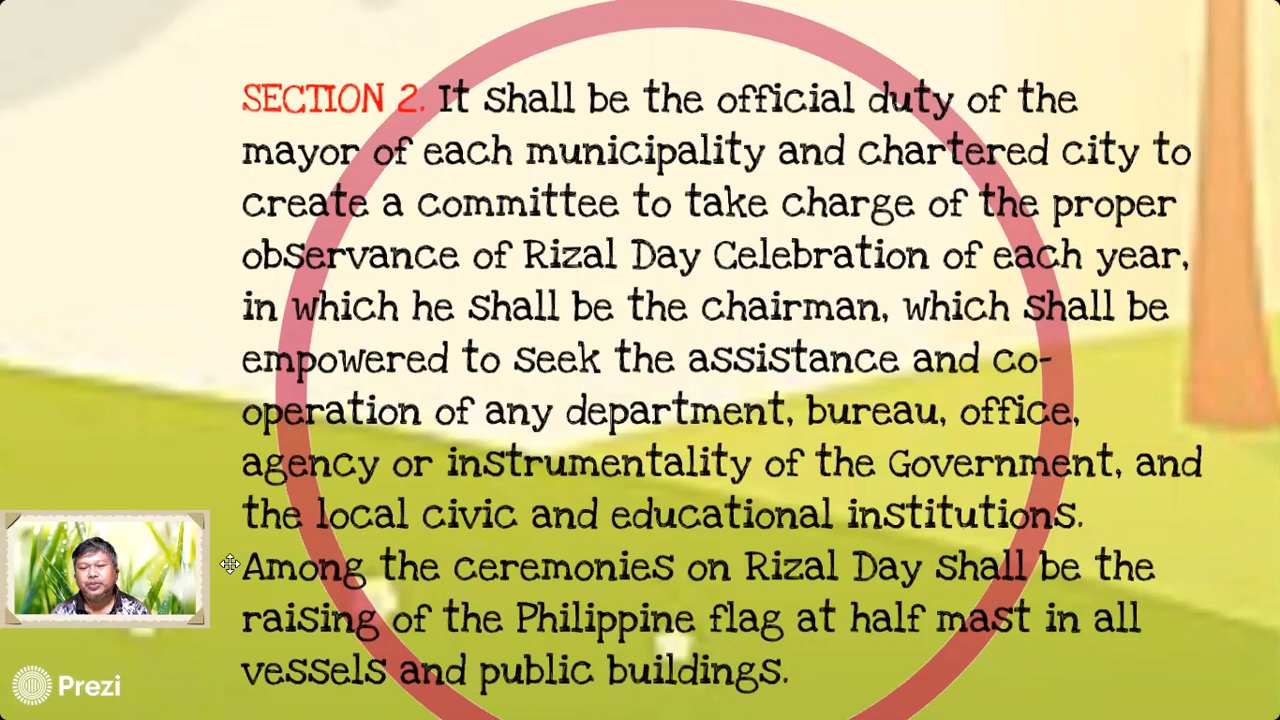 SECTION 2. It shall be the official duty of the
mayor of each municipality and chartered city to
create a committee to take charge of the proper
observance of Rizal Day Celebration of each year,
in which he shall be the chairman, which shall be
empowered to seek the assistance and co-
operation of any department, bureau, office,
agency or instrumentality of the Government, and
the local civic and educational institutions.
Among the ceremonies on Rizal Day shall be the
raising of the Philippine flag at half mast in all
vessels and public buildings.
Prezi